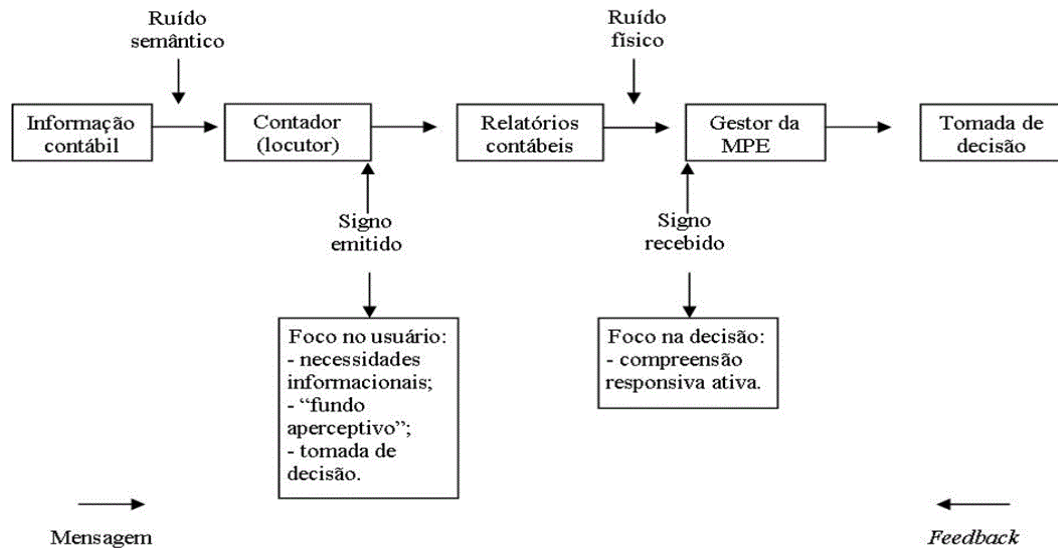 Ruído
semântico
Ruído
físico
Informação
contábil
Contador
(locutor)
Relatórios
contábeis
Gestor da
MPE
Tomada de
decisão
Signo
emitido
Signo
recebido
Foco no usuário:
- necessidades
informacionais;
- “fundo
aperceptivo”;
- tomada de
decisão.
Foco na decisão:
- compreensão
responsiva ativa.
Mensagem
Feedback